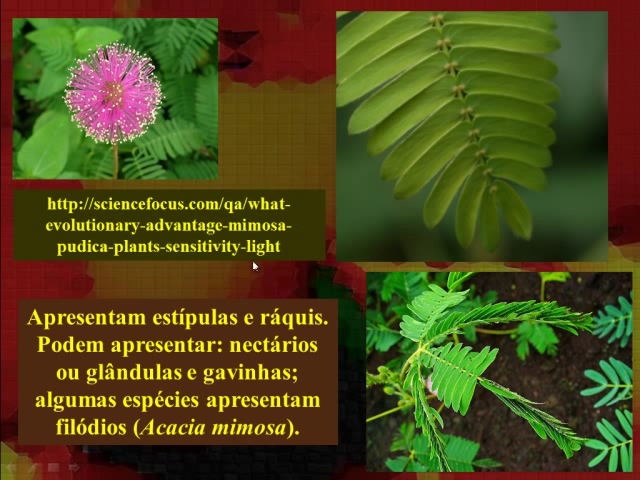 http://sciencefocus.com/qa/what-
evolutionary-advantage-mimosa-
pudica-plants-sensitivity-light
Apresentam estípulas e ráquis.
Podem apresentar: nectários
ou glândulas e gavinhas;
algumas espécies apresentam
filódios (Acacia mimosa).